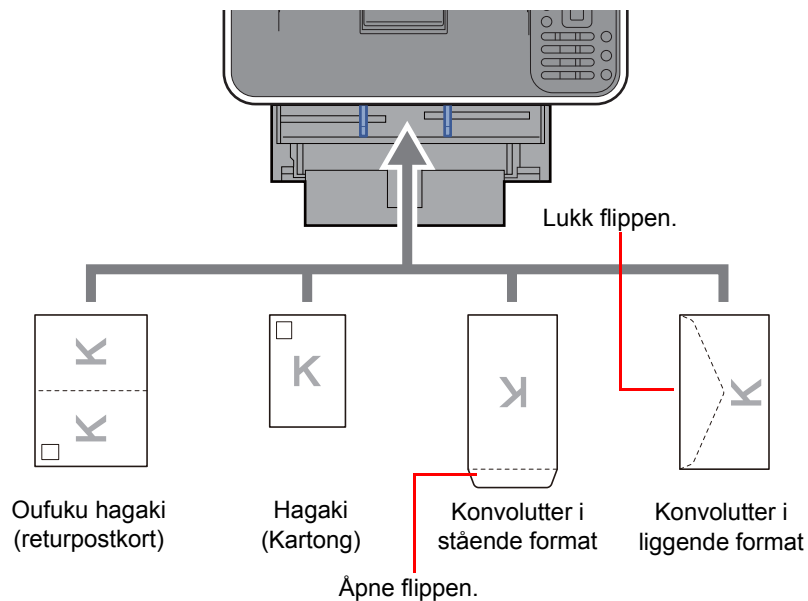 Lukk flippen.
K
K
K
K
K
Oufuku hagaki
(returpostkort)
Hagaki
(Kartong)
Konvolutter i
stående format
Konvolutter i
liggende format
Åpne flippen.